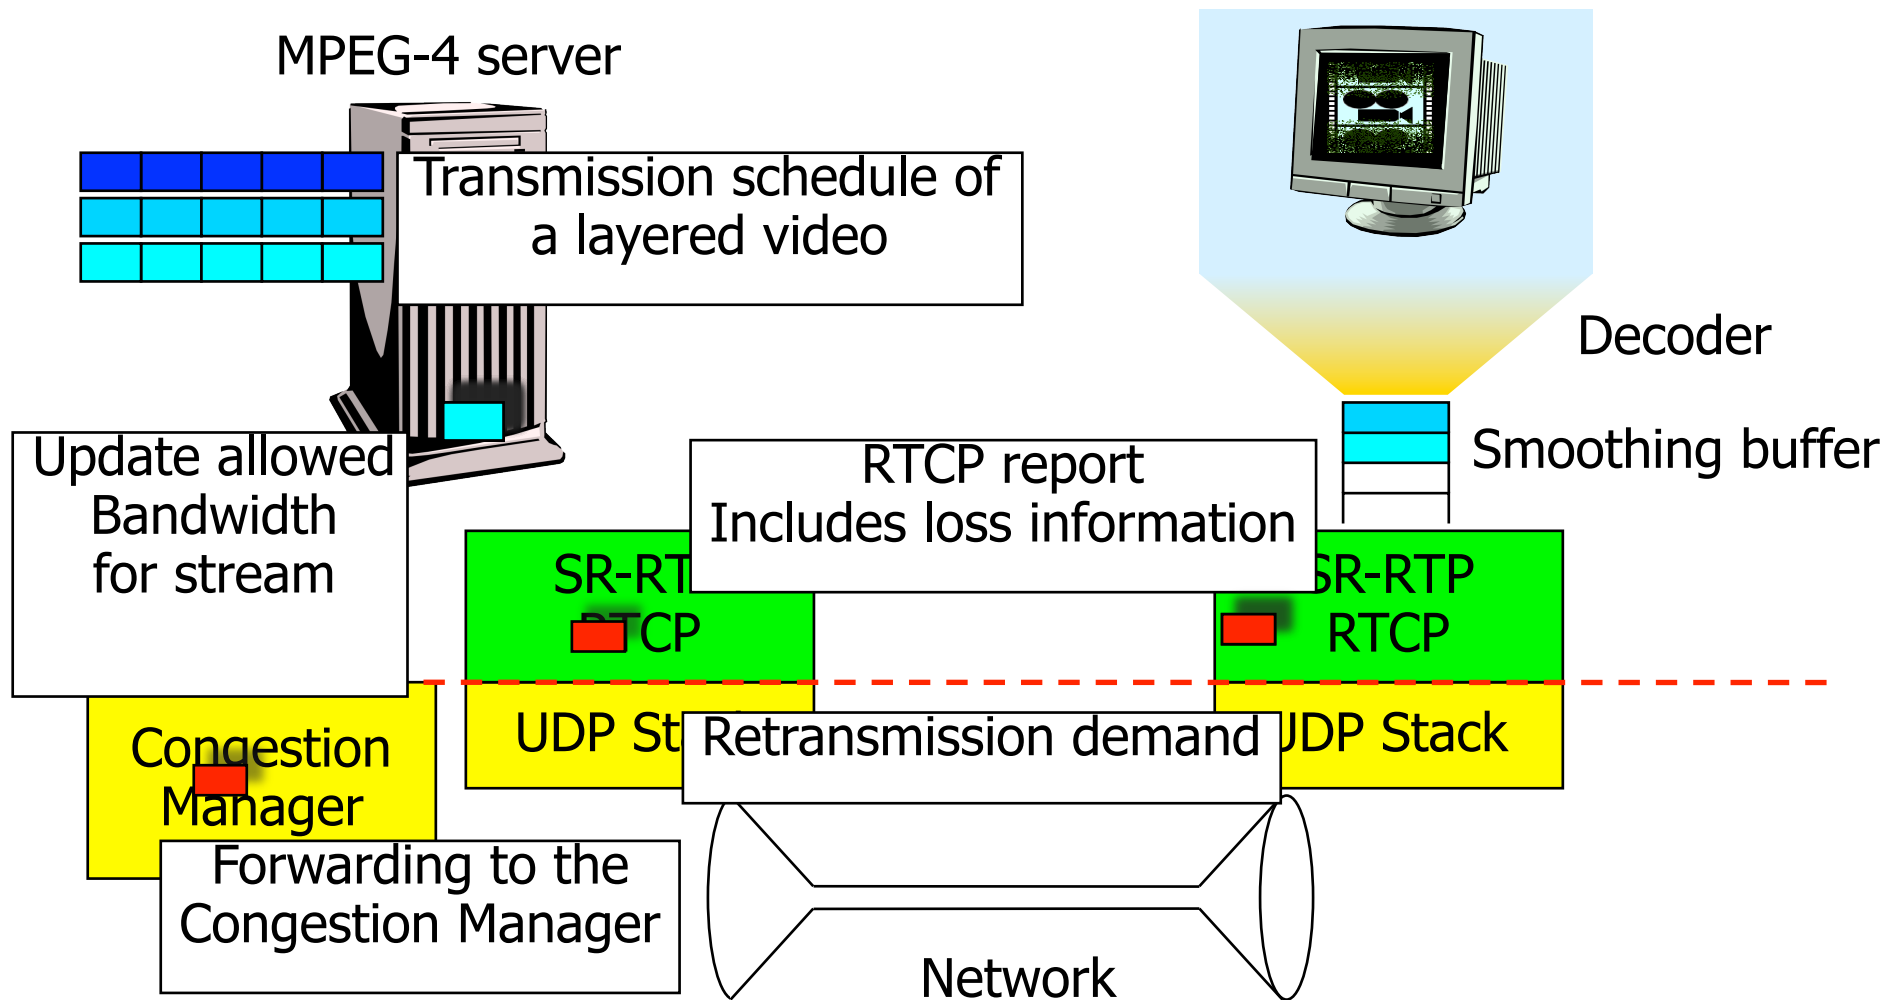 MPEG-4 server
Transmission schedule of
a layered video
Decoder
Smoothing buffer
Update allowed
Bandwidth
for stream
RTCP report
Includes loss information
SR-RT
RTCP
SR-RTP
RTCP
UDP St
Retransmission demand
UDP Stack
Congestion
Manager
Forwarding to the
Congestion Manager
Network